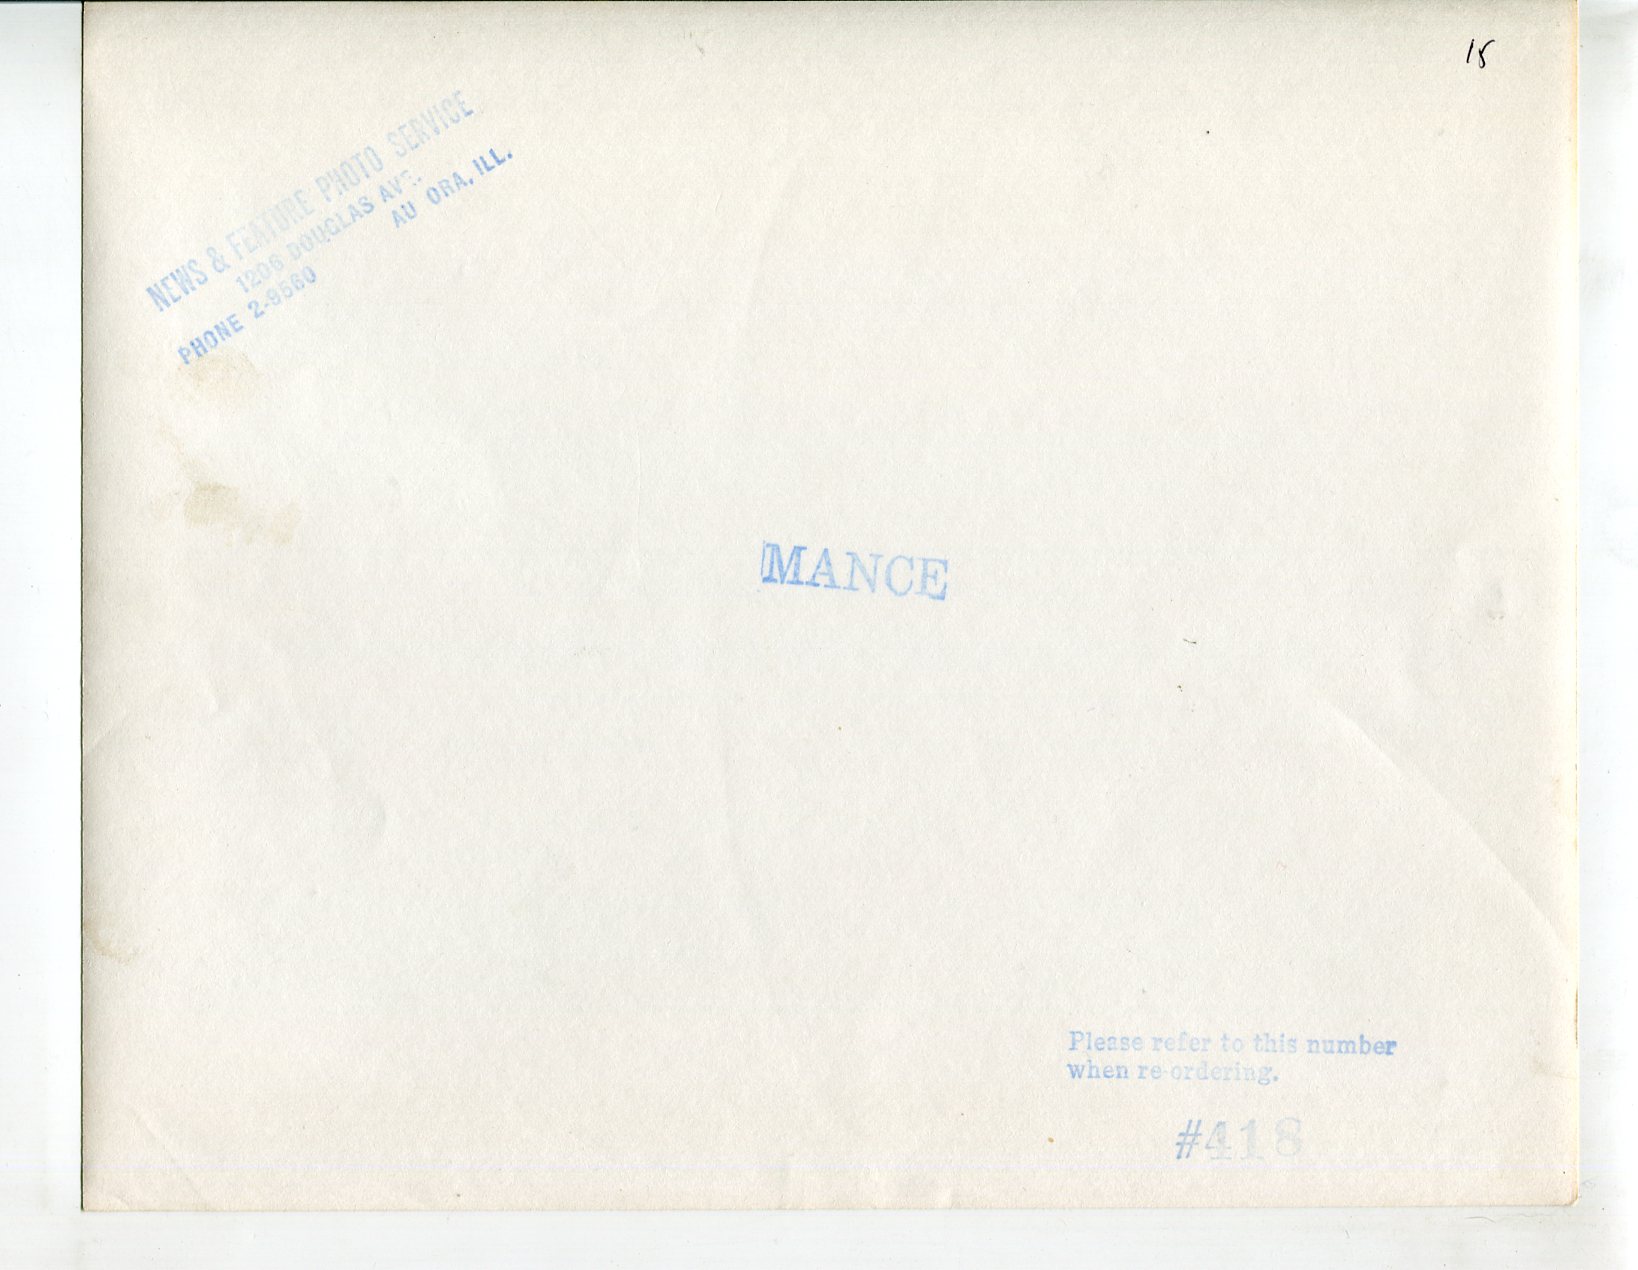 18
NEWS & FEATURE PHOTO SERVICE
1206 DOUGLAS AVE.
AU ORA, ILL.
PHONE 2-9560
MANCE
Please refer to this number
when re-ordering.
#418